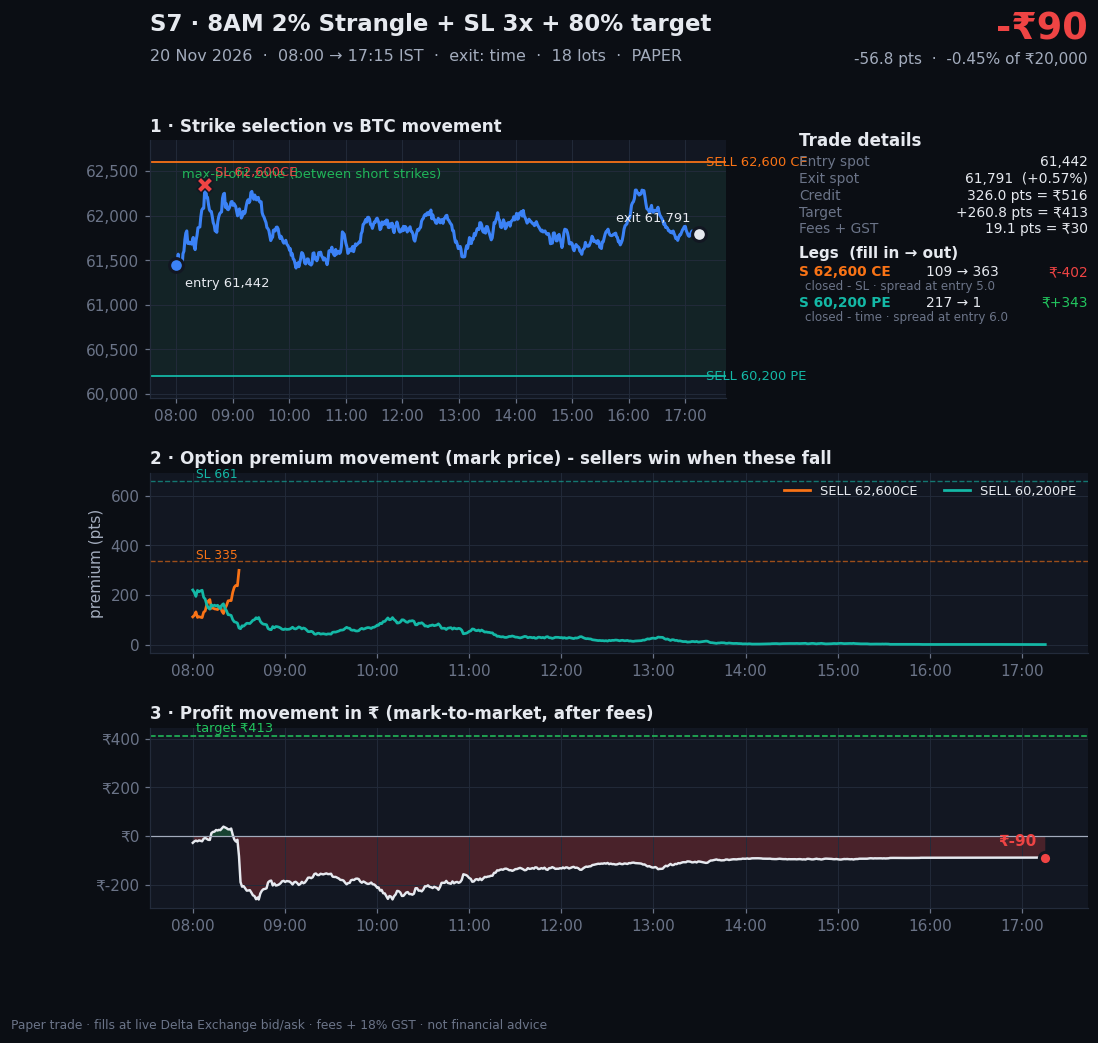 S7 · 8AM 2% Strangle + SL 3x + 80% target
-₹90
20 Nov 2026 · 08:00 → 17:15 IST · exit: time · 18 lots · PAPER
-56.8 pts · -0.45% of ₹20,000
1 · Strike selection vs BTC movement
62,500
62,000
61,500
61,000
60,500
60,000
SELL 62,600 CE
SL 62,600CE
max-profit zone (between short strikes)
exit 61,791
entry 61,442
SELL 60,200 PE
08:00 09:00 10:00 11:00 12:00 13:00 14:00 15:00 16:00 17:00
Trade details
Entry spot 61,442
Exit spot 61,791 (+0.57%)
Credit 326.0 pts = ₹516
Target +260.8 pts = ₹413
Fees + GST 19.1 pts = ₹30
Legs (fill in → out)
S 62,600 CE 109 → 363 ₹-402
closed - SL · spread at entry 5.0
S 60,200 PE 217 → 1 ₹+343
closed - time · spread at entry 6.0
2 · Option premium movement (mark price) - sellers win when these fall
premium (pts)
600
400
200
0
SL 661
SELL 62,600CE SELL 60,200PE
SL 335
08:00 09:00 10:00 11:00 12:00 13:00 14:00 15:00 16:00 17:00
3 · Profit movement in ₹ (mark-to-market, after fees)
target ₹413
₹400
₹200
₹0
₹-200
₹-90
08:00 09:00 10:00 11:00 12:00 13:00 14:00 15:00 16:00 17:00
Paper trade · fills at live Delta Exchange bid/ask · fees + 18% GST · not financial advice